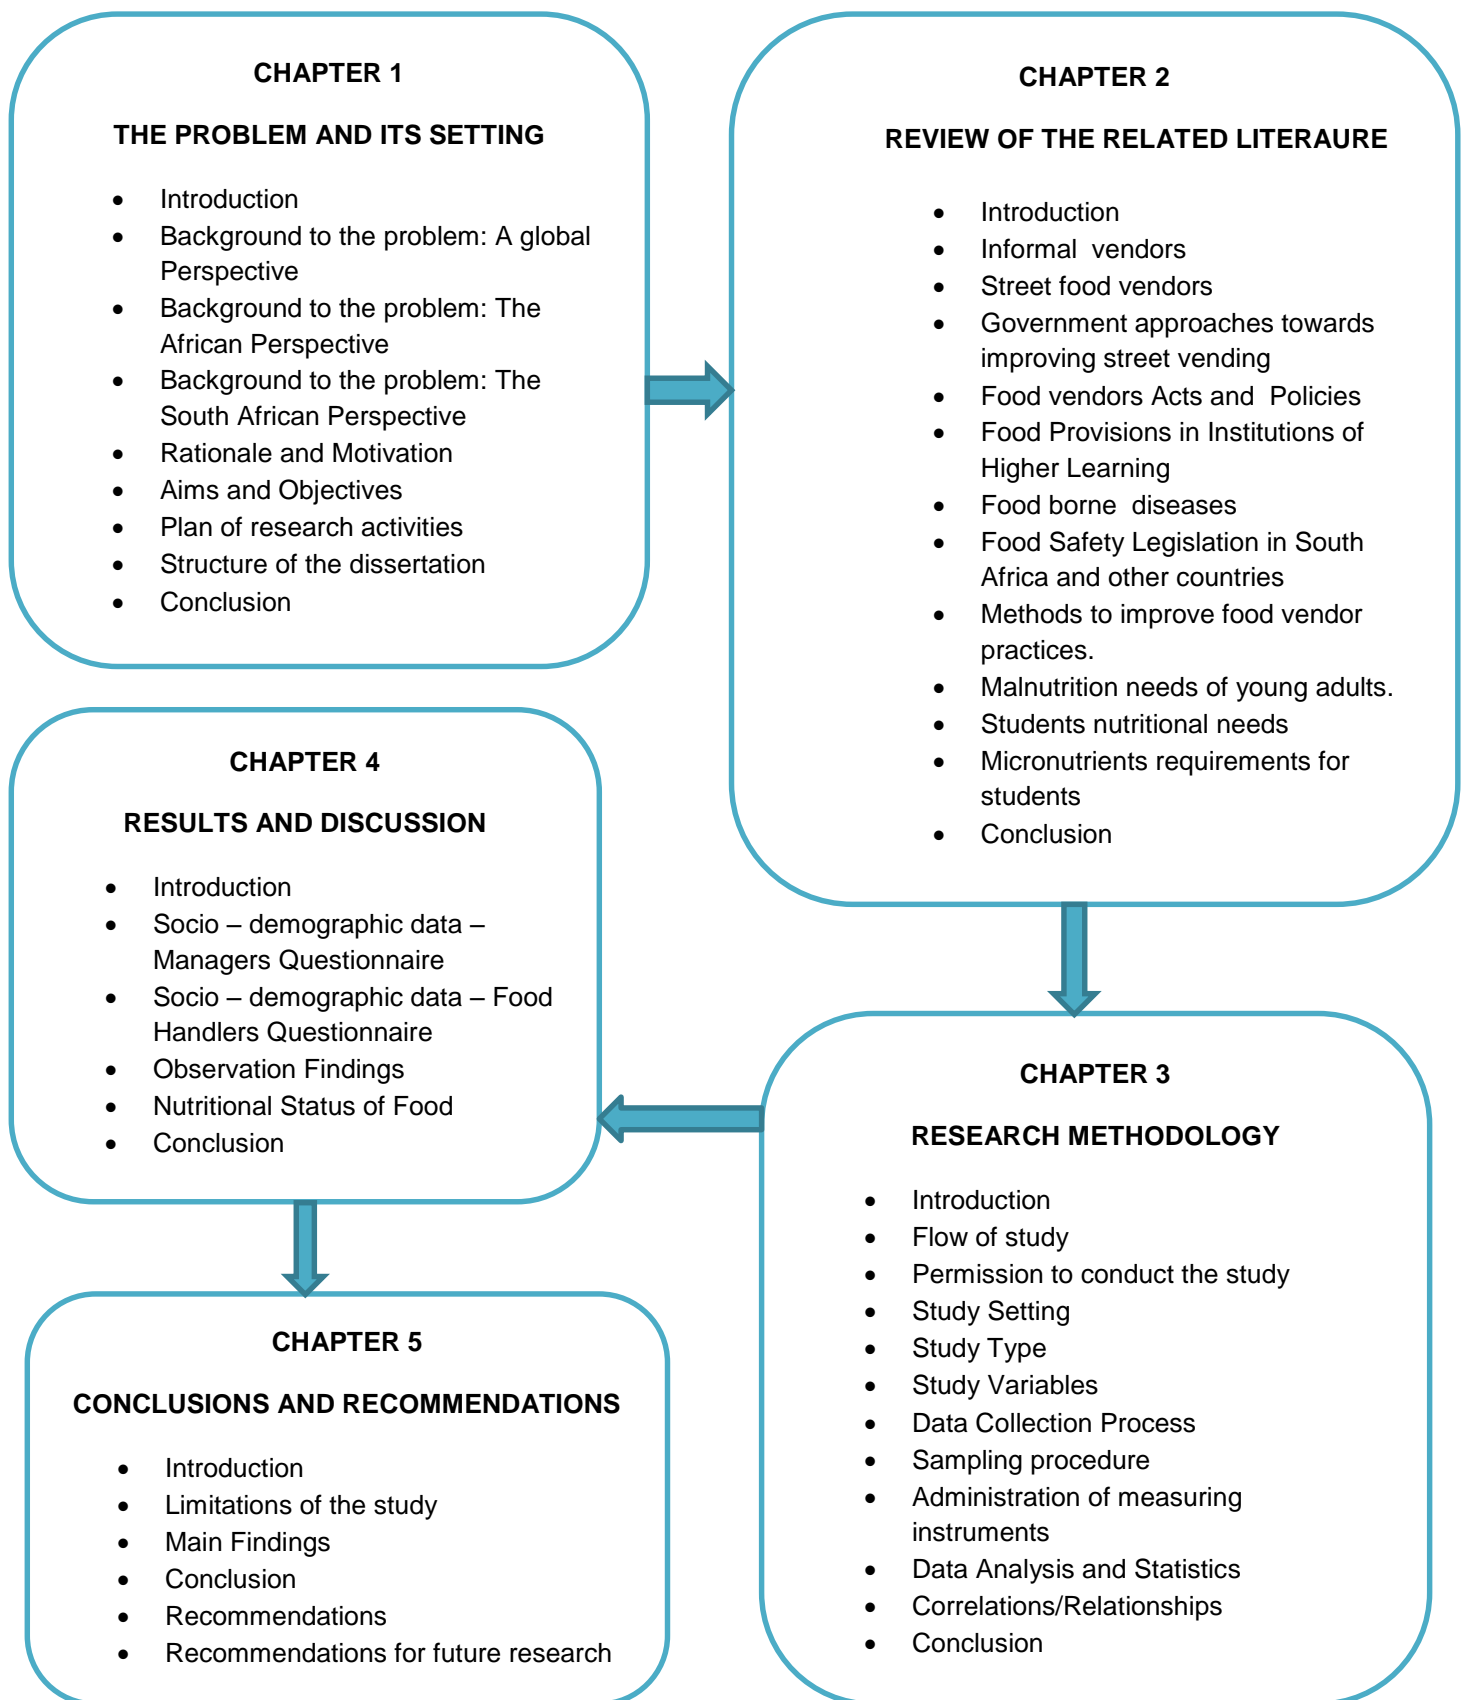 CHAPTER 1
THE PROBLEM AND ITS SETTING
• Introduction
• Background to the problem: A global
Perspective
• Background to the problem: The
African Perspective
• Background to the problem: The
South African Perspective
• Rationale and Motivation
• Aims and Objectives
• Plan of research activities
• Structure of the dissertation
• Conclusion
CHAPTER 2
REVIEW OF THE RELATED LITERAURE
• Introduction
• Informal  vendors
• Street food vendors
• Government approaches towards
improving street vending
• Food vendors Acts and  Policies
• Food Provisions in Institutions of
Higher Learning
• Food borne  diseases
• Food Safety Legislation in South
Africa and other countries
• Methods to improve food vendor
practices.
• Malnutrition needs of young adults.
• Students nutritional needs
• Micronutrients requirements for
students
• Conclusion
CHAPTER 3
RESEARCH METHODOLOGY
• Introduction
• Flow of study
• Permission to conduct the study
• Study Setting
• Study Type
• Study Variables
• Data Collection Process
• Sampling procedure
• Administration of measuring
instruments
• Data Analysis and Statistics
• Correlations/Relationships
• Conclusion
CHAPTER 4
RESULTS AND DISCUSSION
• Introduction
• Socio – demographic data –
Managers Questionnaire
• Socio – demographic data – Food
Handlers Questionnaire
• Observation Findings
• Nutritional Status of Food
• Conclusion
CHAPTER 5
CONCLUSIONS AND RECOMMENDATIONS
• Introduction
• Limitations of the study
• Main Findings
• Conclusion
• Recommendations
• Recommendations for future research